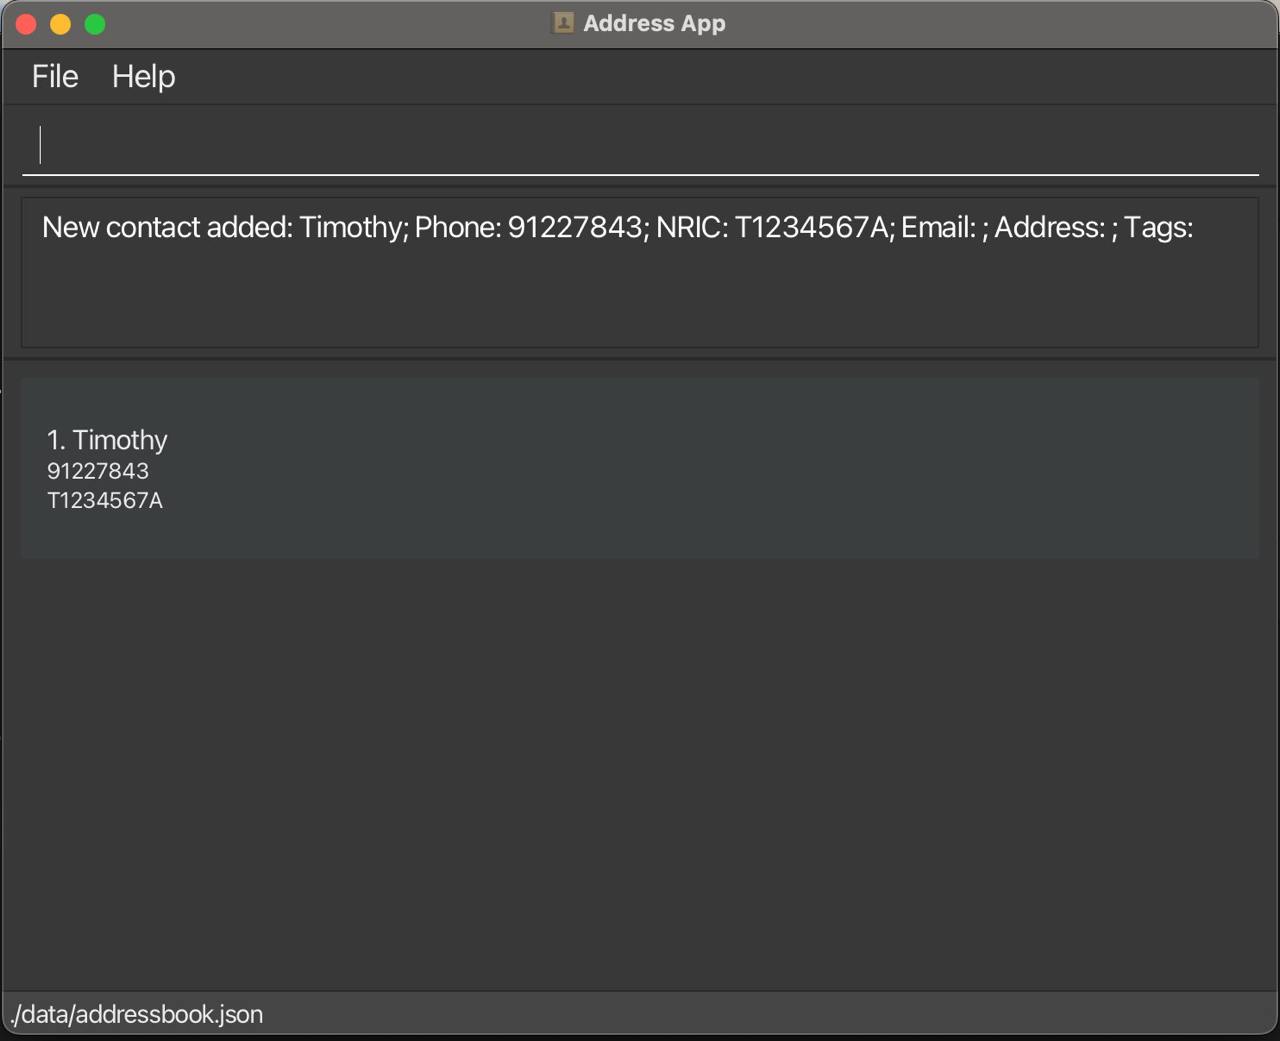 Address App
File Help
New contact added: Timothy; Phone: 91227843; NRIC: T1234567A; Email: ; Address: ; Tags:
1. Timothy
91227843
T1234567A
./data/addressbook.json